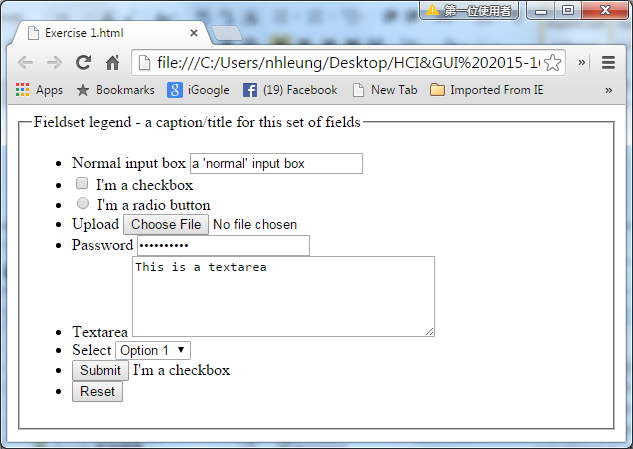 第一位使用者
Exercise 1.html
file:///C:/Users/nhleung/Desktop/HCI&GUI%202015-16
Apps Bookmarks iGoogle (19) Facebook New Tab Imported From IE »
Fieldset legend - a caption/title for this set of fields
Normal input box a 'normal' input box
I'm a checkbox
I'm a radio button
Upload Choose File No file chosen
Password ••••••••••
This is a textarea
Textarea
Select Option 1
Submit I'm a checkbox
Reset